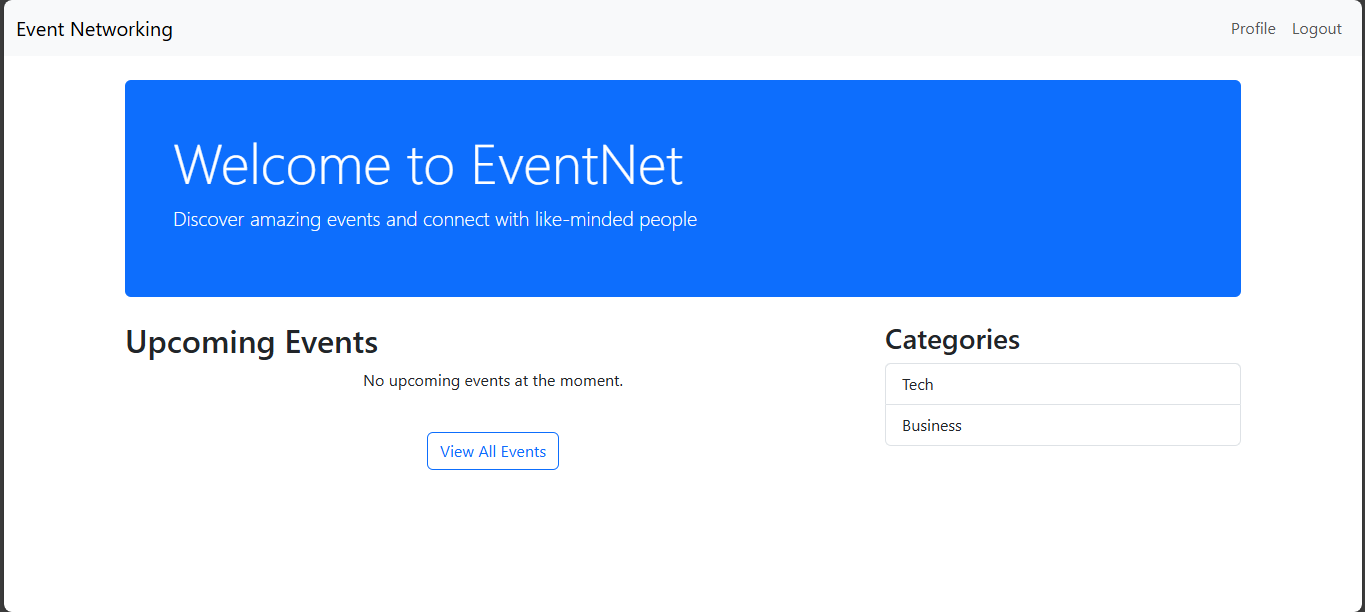 Event Networking
Profile Logout
Welcome to EventNet
Discover amazing events and connect with like-minded people
Upcoming Events
No upcoming events at the moment.
View All Events
Categories
Tech
Business